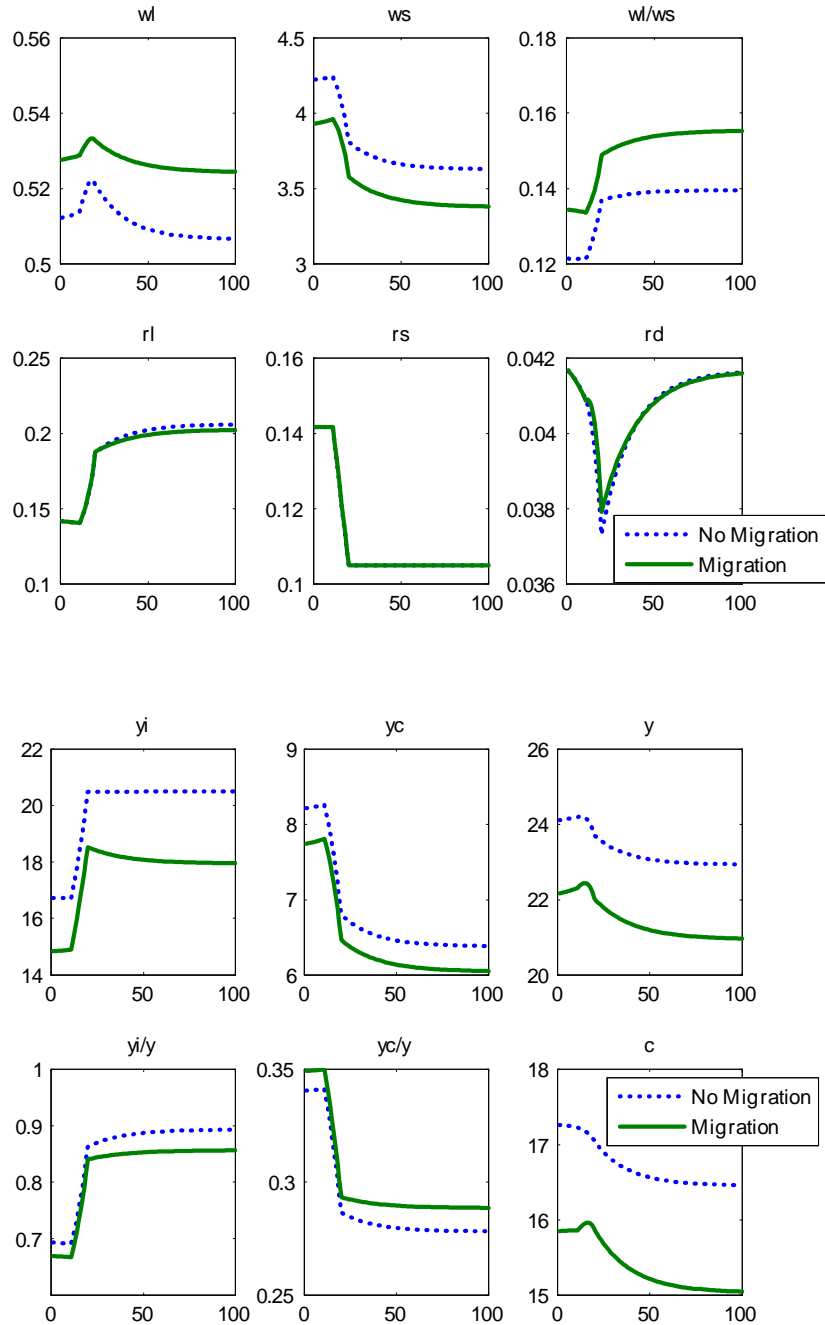 wl ws wl/ws
0.56 4.5 0.18
0.54 4 0.16
0.52 3.5 0.14
0.5 3 0.12
0 50 100 0 50 100 0 50 100
rl rs rd
0.25 0.16 0.042
0.2 0.14 0.04
0.15 0.12 0.038
No Migration
Migration
0.1 0.1 0.036
0 50 100 0 50 100 0 50 100
yi yc y
22 9 26
20 8 24
18
16 7 22
14 6 20
0 50 100 0 50 100 0 50 100
yi/y yc/y c
1 0.35 18
No Migration
Migration
0.9 17
0.8 0.3
0.7 16
0.25 15
0 50 100 0 50 100 0 50 100